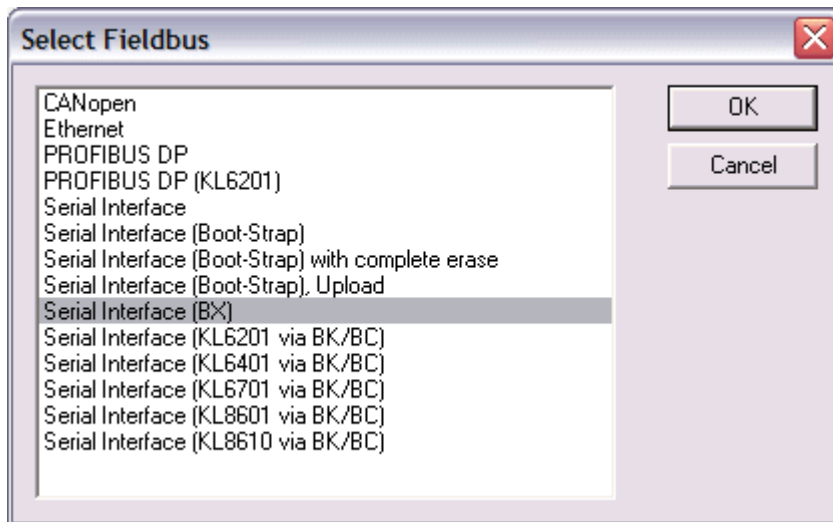 Select Fieldbus
CANopen
Ethernet
PROFIBUS DP
PROFIBUS DP (KL6201)
Serial Interface
Serial Interface (Boot-Strap)
Serial Interface (Boot-Strap) with complete erase
Serial Interface (Boot-Strap), Upload
Serial Interface (BX)
Serial Interface (KL6201 via BK/BC)
Serial Interface (KL6401 via BK/BC)
Serial Interface (KL6701 via BK/BC)
Serial Interface (KL8601 via BK/BC)
Serial Interface (KL8610 via BK/BC)
OK
Cancel